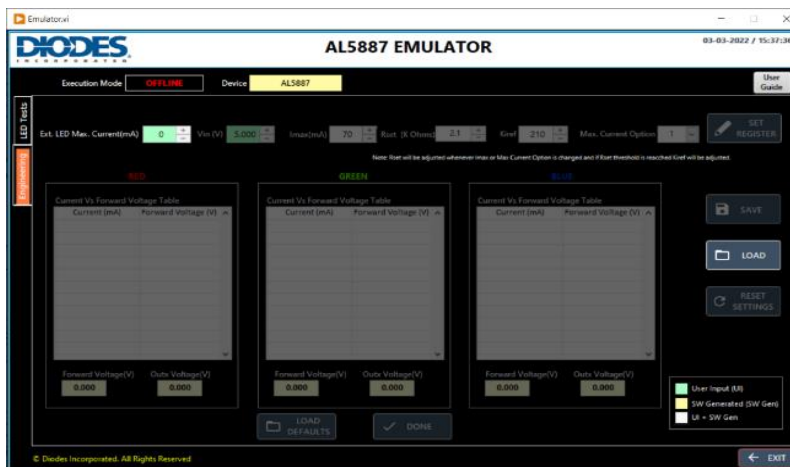 Emulator.vi
DIODES
INCORPORATED
AL5887 EMULATOR
03-03-2022 / 15:37:36
Execution Mode OFFLINE Device AL5887
User Guide
LED Tests
Engineering
Ext. LED Max. Current(mA) 0 Vin (V) 5.000 Imax(mA) 70 Rset (K Ohms) 2.1 Kiref 210 Max. Current Option 1
SET REGISTER
Note: Rset will be adjusted whenever Imax or Max Current Option is changed and if Rset threshold is reacched Kiref will be adjusted.
RED GREEN BLUE
Current Vs Forward Voltage Table Current Vs Forward Voltage Table Current Vs Forward Voltage Table
Current (mA) Forward Voltage (V) Current (mA) Forward Voltage (V) Current (mA) Forward Voltage (V)
SAVE
LOAD
RESET SETTINGS
Forward Voltage(V) Outx Voltage(V) Forward Voltage(V) Outx Voltage(V) Forward Voltage(V) Outx Voltage(V)
0.000 0.000 0.000 0.000 0.000 0.000
User Input (UI)
SW Generated (SW Gen)
UI + SW Gen
LOAD DEFAULTS DONE
© Diodes Incorporated. All Rights Reserved
EXIT